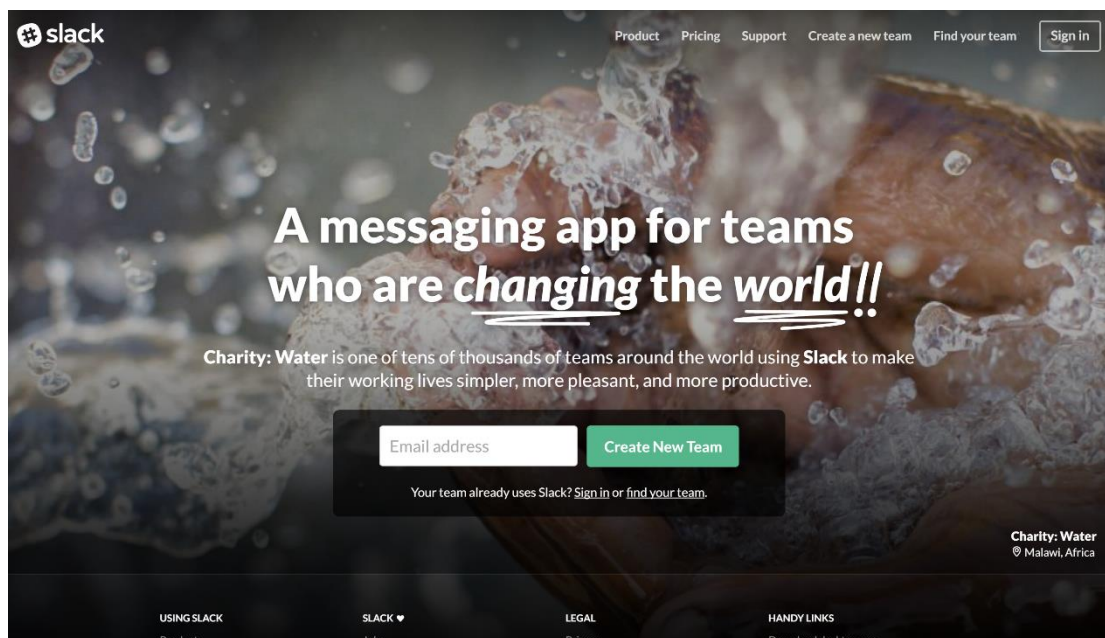 slack
Product Pricing Support Create a new team Find your team Sign in
A messaging app for teams
who are changing the world!!
Charity: Water is one of tens of thousands of teams around the world using Slack to make
their working lives simpler, more pleasant, and more productive.
Email address Create New Team
Your team already uses Slack? Sign in or find your team.
Charity: Water
Malawi, Africa
USING SLACK SLACK ♥ LEGAL HANDY LINKS